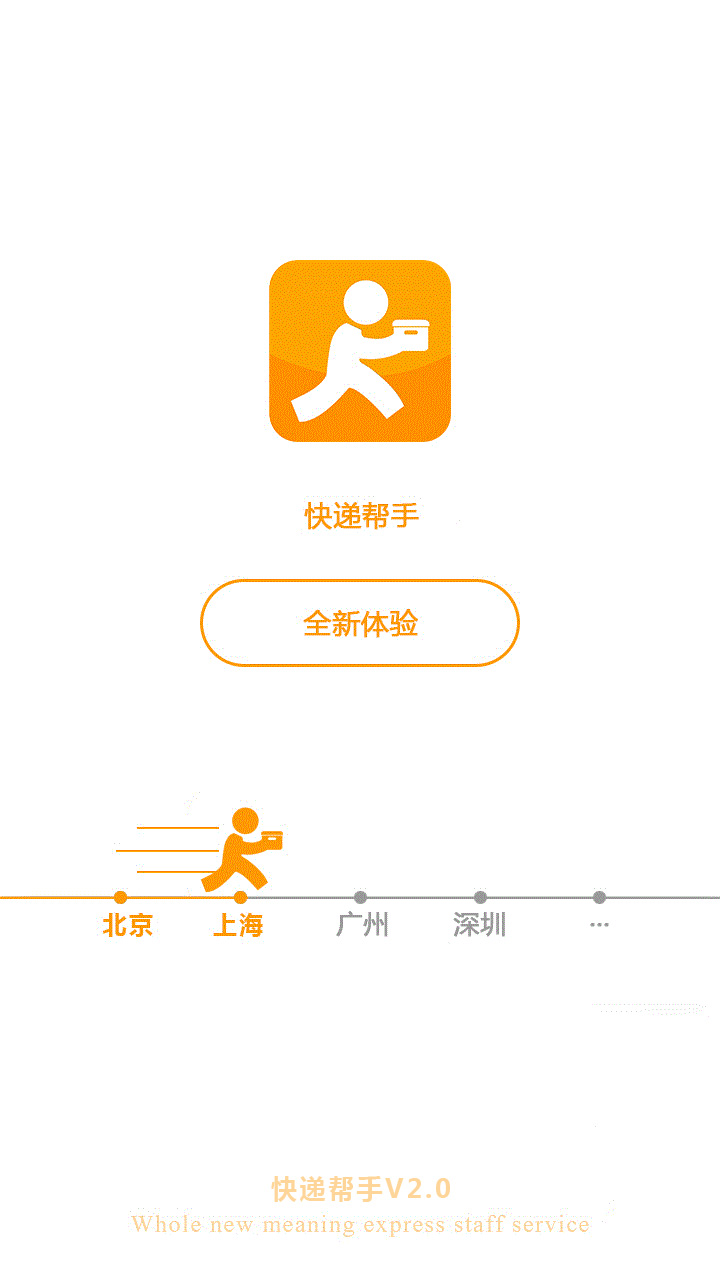 快递帮手
全新体验
北京 上海 广州 深圳 ...
快递帮手V2.0
Whole new meaning express staff service